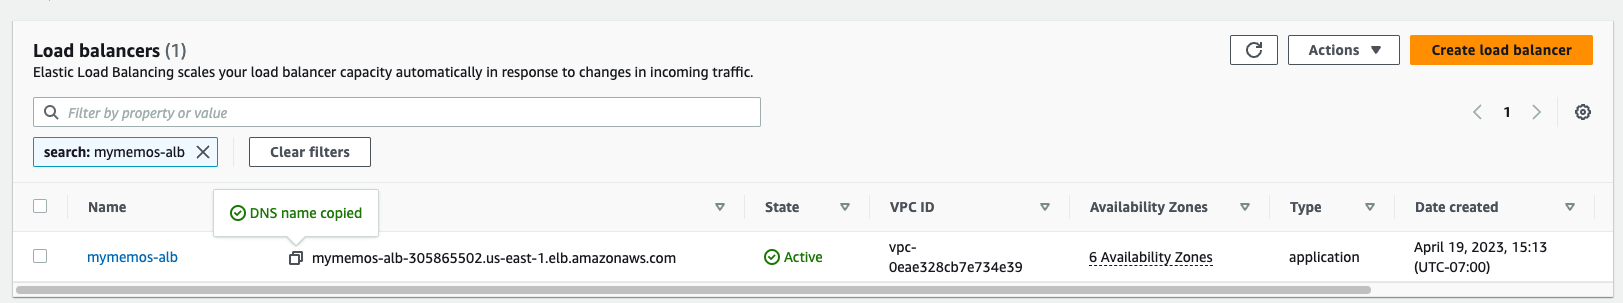 Load balancers (1)
Actions
Create load balancer
Elastic Load Balancing scales your load balancer capacity automatically in response to changes in incoming traffic.
Filter by property or value
1
search: mymemos-alb
Clear filters
Name
DNS name copied
State
VPC ID
Availability Zones
Type
Date created
mymemos-alb
mymemos-alb-305865502.us-east-1.elb.amazonaws.com
Active
vpc-
0eae328cb7e734e39
6 Availability Zones
application
April 19, 2023, 15:13
(UTC-07:00)